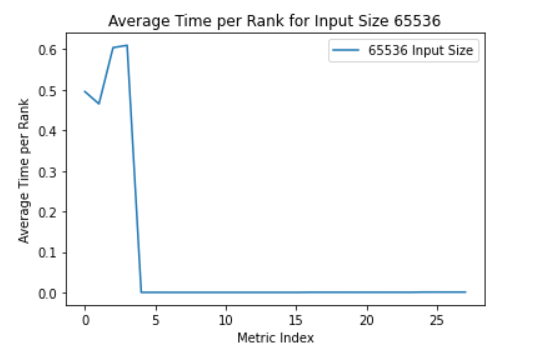 Average Time per Rank for Input Size 65536
65536 Input Size
Average Time per Rank
0.6
0.5
0.4
0.3
0.2
0.1
0.0
0 5 10 15 20 25
Metric Index